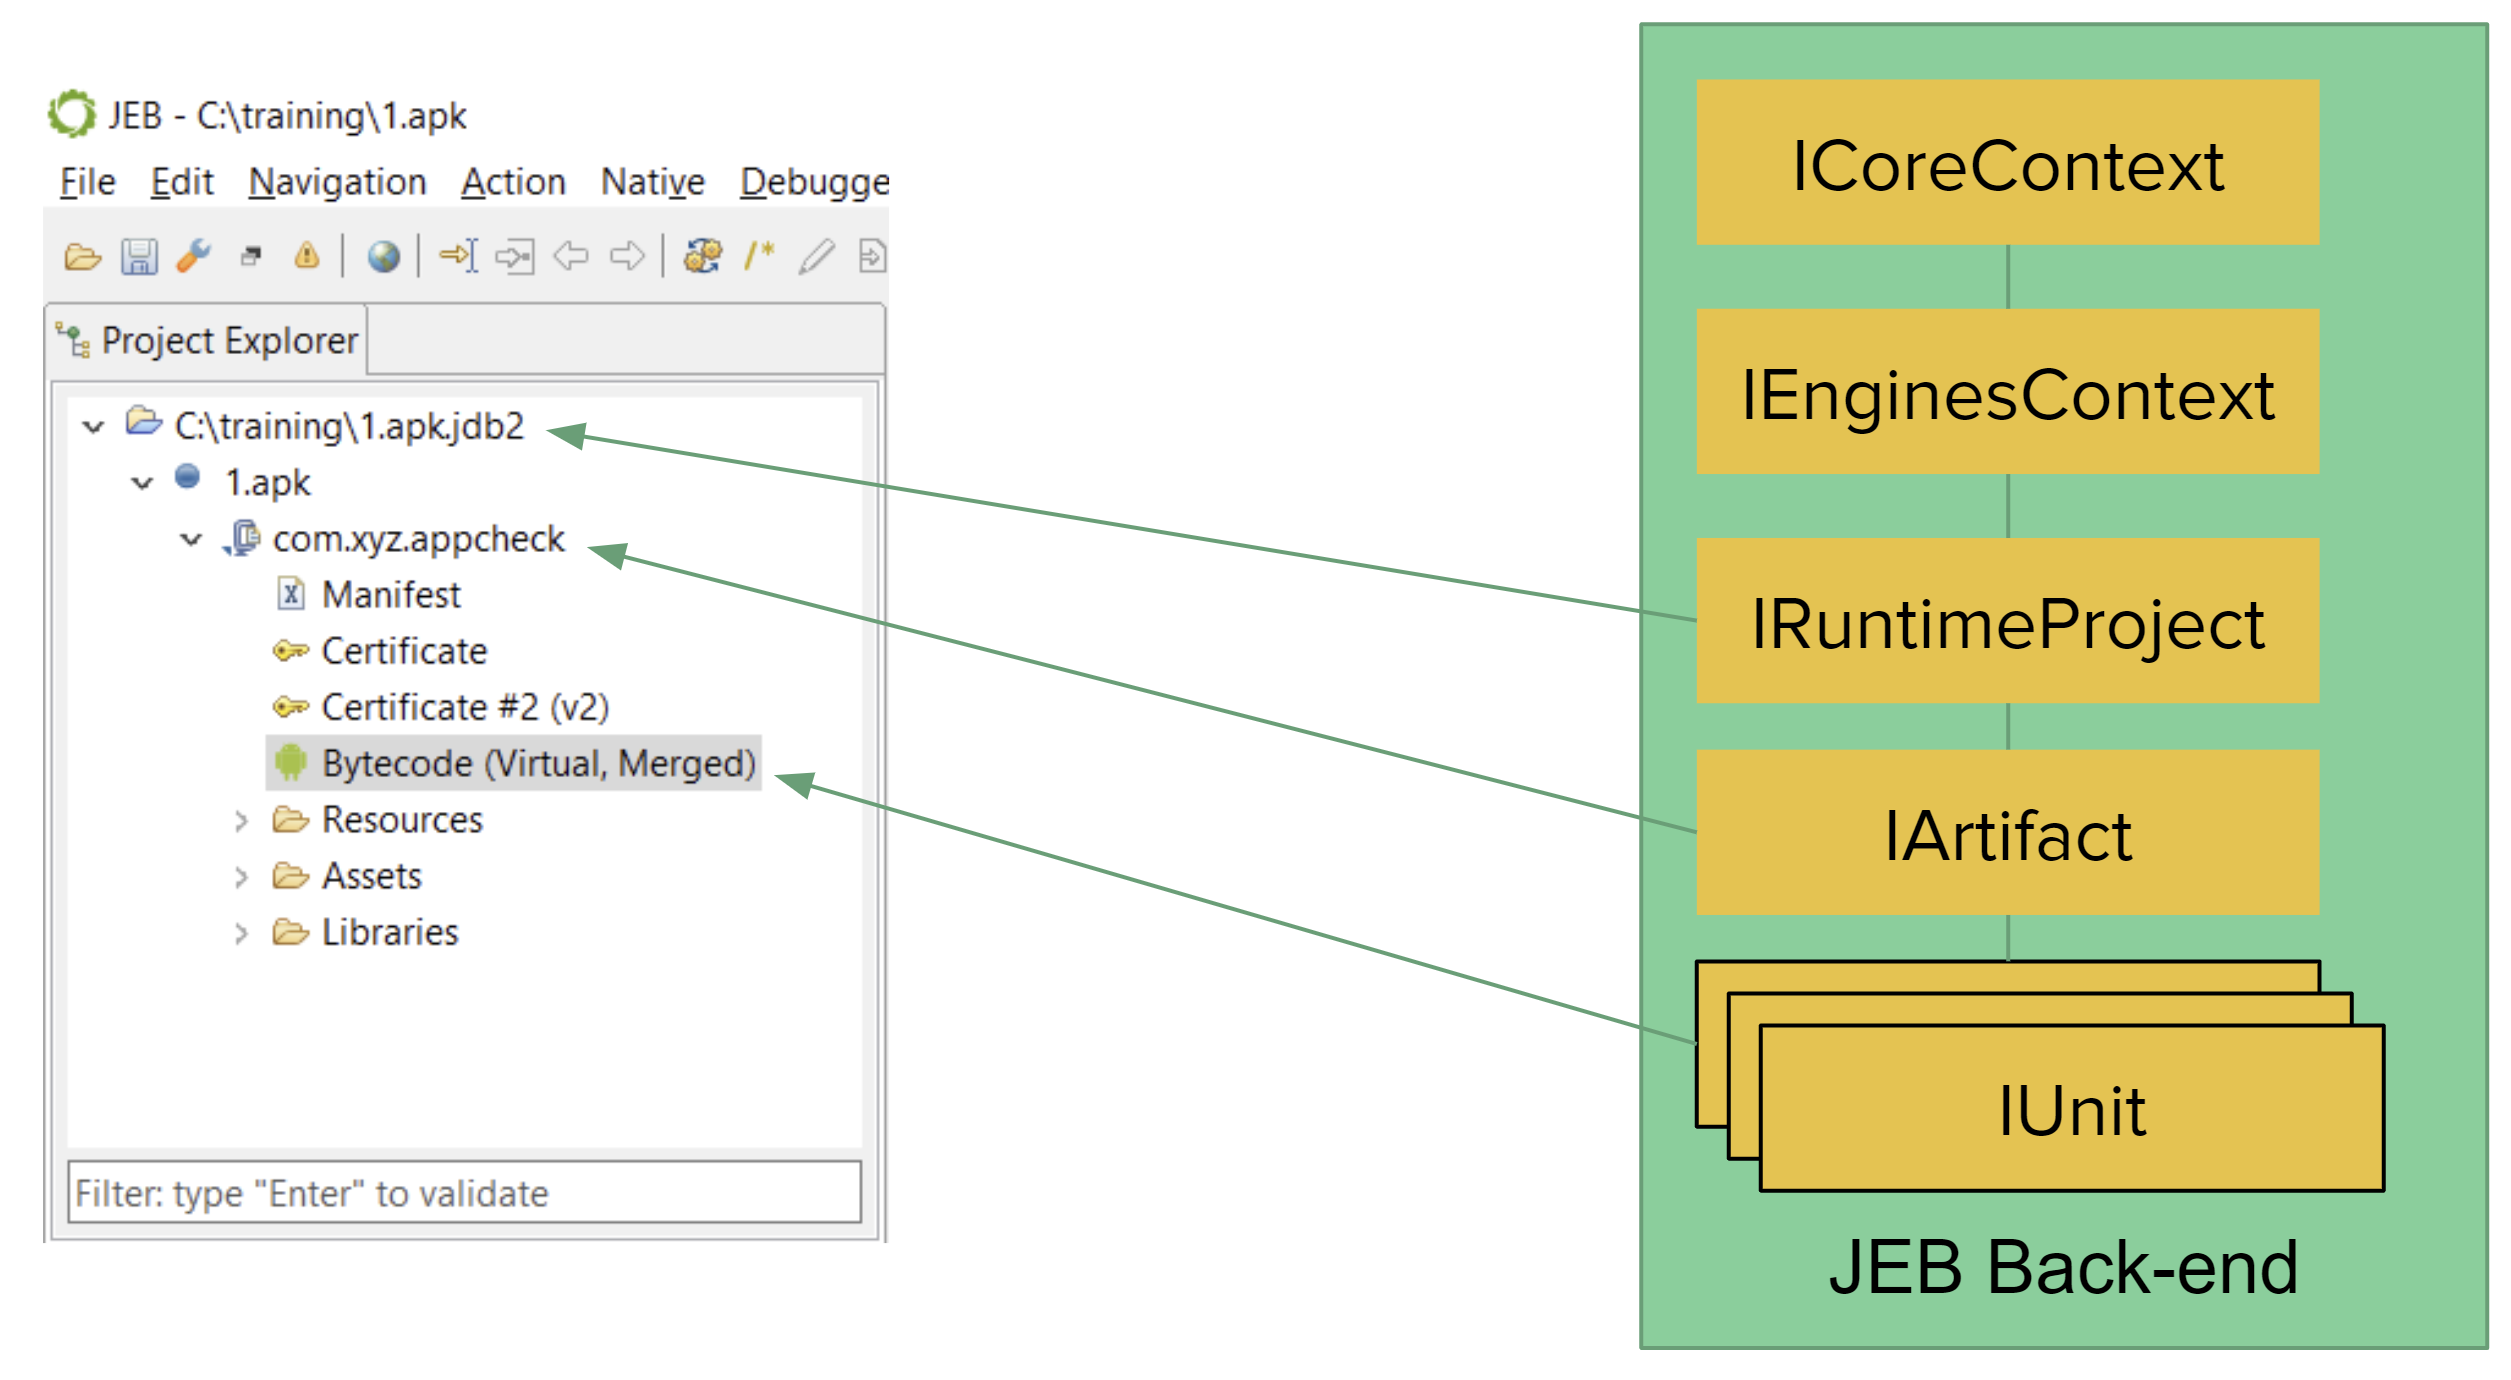 JEB - C:\training\1.apk
File Edit Navigation Action Native Debugge
Project Explorer
C:\training\1.apk.jdb2
1.apk
com.xyz.appcheck
Manifest
Certificate
Certificate #2 (v2)
Bytecode (Virtual, Merged)
Resources
Assets
Libraries
Filter: type "Enter" to validate
ICoreContext
IEnginesContext
IRuntimeProject
IArtifact
IUnit
JEB Back-end